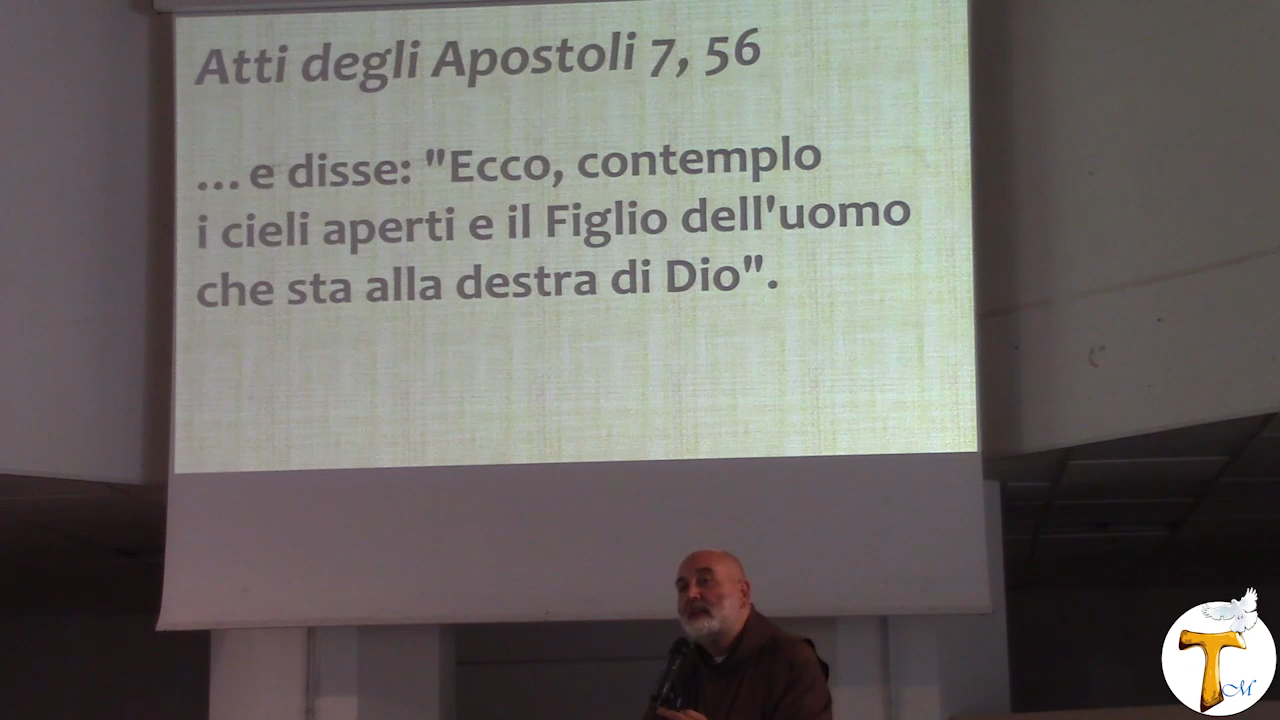 Atti degli Apostoli 7, 56
... e disse: "Ecco, contemplo
i cieli aperti e il Figlio dell'uomo
che sta alla destra di Dio".
M